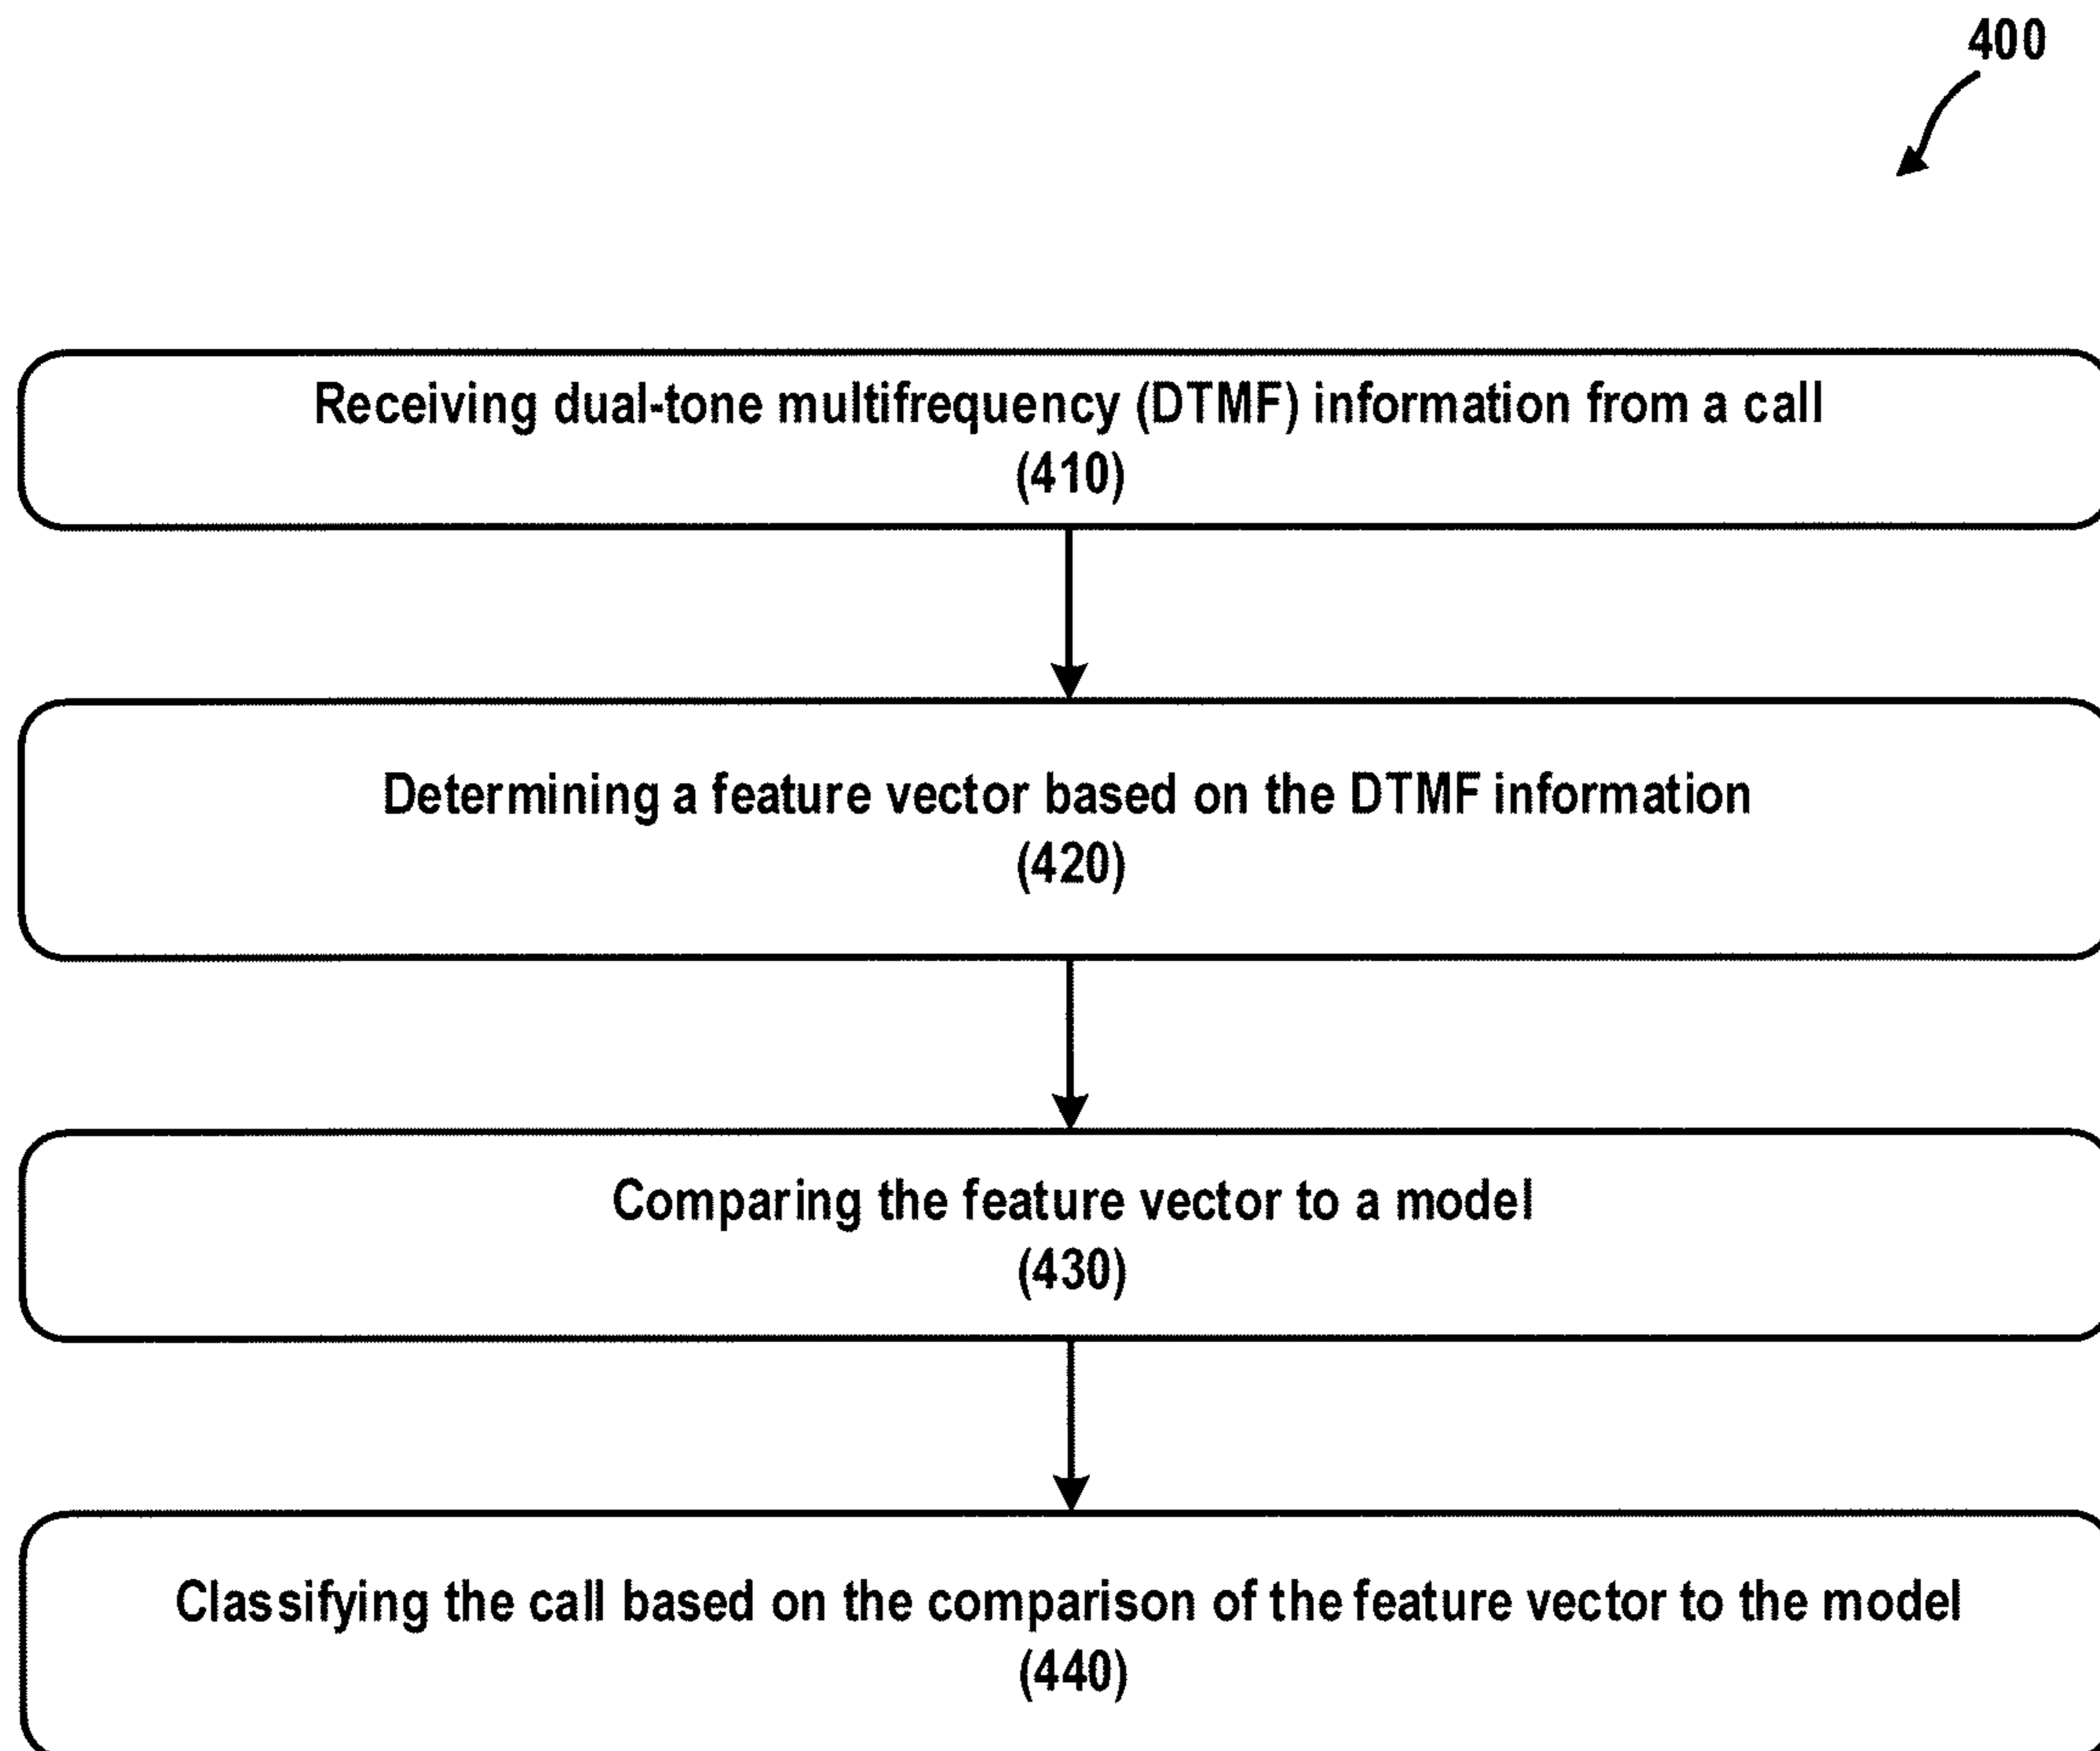 400
Receiving dual-tone multifrequency (DTMF) information from a call
(410)
Determining a feature vector based on the DTMF information
(420)
Comparing the feature vector to a model
(430)
Classifying the call based on the comparison of the feature vector to the model
(440)